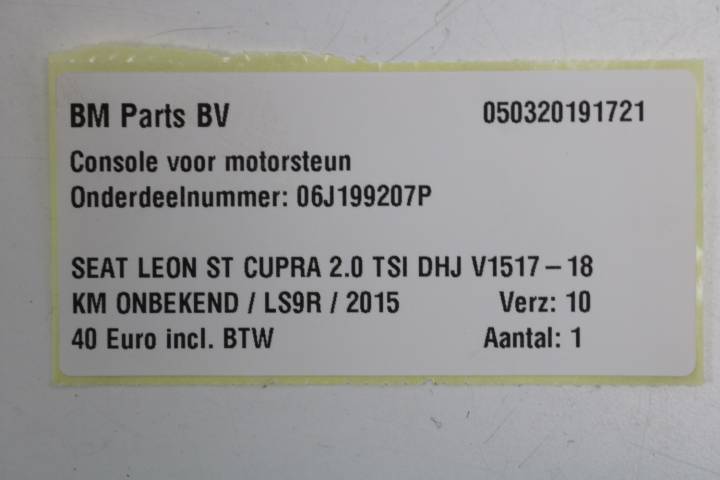 BM Parts BV 050320191721
Console voor motorsteun
Onderdeelnummer: 06J199207P
SEAT LEON ST CUPRA 2.0 TSI DHJ V1517 – 18
KM ONBEKEND / LS9R / 2015 Verz: 10
40 Euro incl. BTW Aantal: 1